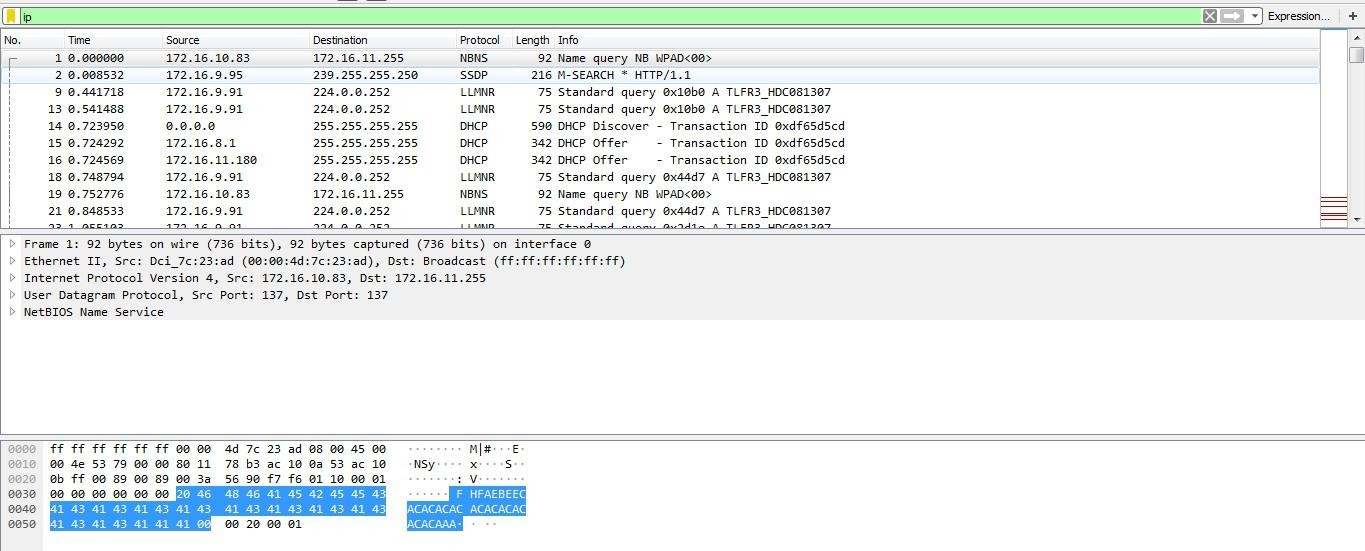 ip Expression... +
No. Time Source Destination Protocol Length Info
1 0.000000 172.16.10.83 172.16.11.255 NBNS 92 Name query NB WPAD<00>
2 0.008532 172.16.9.95 239.255.255.250 SSDP 216 M-SEARCH * HTTP/1.1
9 0.441718 172.16.9.91 224.0.0.252 LLMNR 75 Standard query 0x10b0 A TLFR3_HDC081307
13 0.541488 172.16.9.91 224.0.0.252 LLMNR 75 Standard query 0x10b0 A TLFR3_HDC081307
14 0.723950 0.0.0.0 255.255.255.255 DHCP 590 DHCP Discover - Transaction ID 0xdf65d5cd
15 0.724292 172.16.8.1 255.255.255.255 DHCP 342 DHCP Offer - Transaction ID 0xdf65d5cd
16 0.724569 172.16.11.180 255.255.255.255 DHCP 342 DHCP Offer - Transaction ID 0xdf65d5cd
18 0.748794 172.16.9.91 224.0.0.252 LLMNR 75 Standard query 0x44d7 A TLFR3_HDC081307
19 0.752776 172.16.10.83 172.16.11.255 NBNS 92 Name query NB WPAD<00>
21 0.848533 172.16.9.91 224.0.0.252 LLMNR 75 Standard query 0x44d7 A TLFR3_HDC081307
Frame 1: 92 bytes on wire (736 bits), 92 bytes captured (736 bits) on interface 0
Ethernet II, Src: Dci_7c:23:ad (00:00:4d:7c:23:ad), Dst: Broadcast (ff:ff:ff:ff:ff:ff)
Internet Protocol Version 4, Src: 172.16.10.83, Dst: 172.16.11.255
User Datagram Protocol, Src Port: 137, Dst Port: 137
NetBIOS Name Service
0000 ff ff ff ff ff ff 00 00 4d 7c 23 ad 08 00 45 00 ········ M|#···E·
0010 00 4e 53 79 00 00 80 11 78 b3 ac 10 0a 53 ac 10 ·NSy···· x····S··
0020 0b ff 00 89 00 89 00 3a 56 90 f7 f6 01 10 00 01 ·······: V·······
0030 00 00 00 00 00 00 20 46 48 46 41 45 42 45 45 43 ······ F HFAEBEEC
0040 41 43 41 43 41 43 41 43 41 43 41 43 41 43 41 43 ACACACAC ACACACAC
0050 41 43 41 43 41 41 41 00 00 20 00 01 ACACAAA· · ··